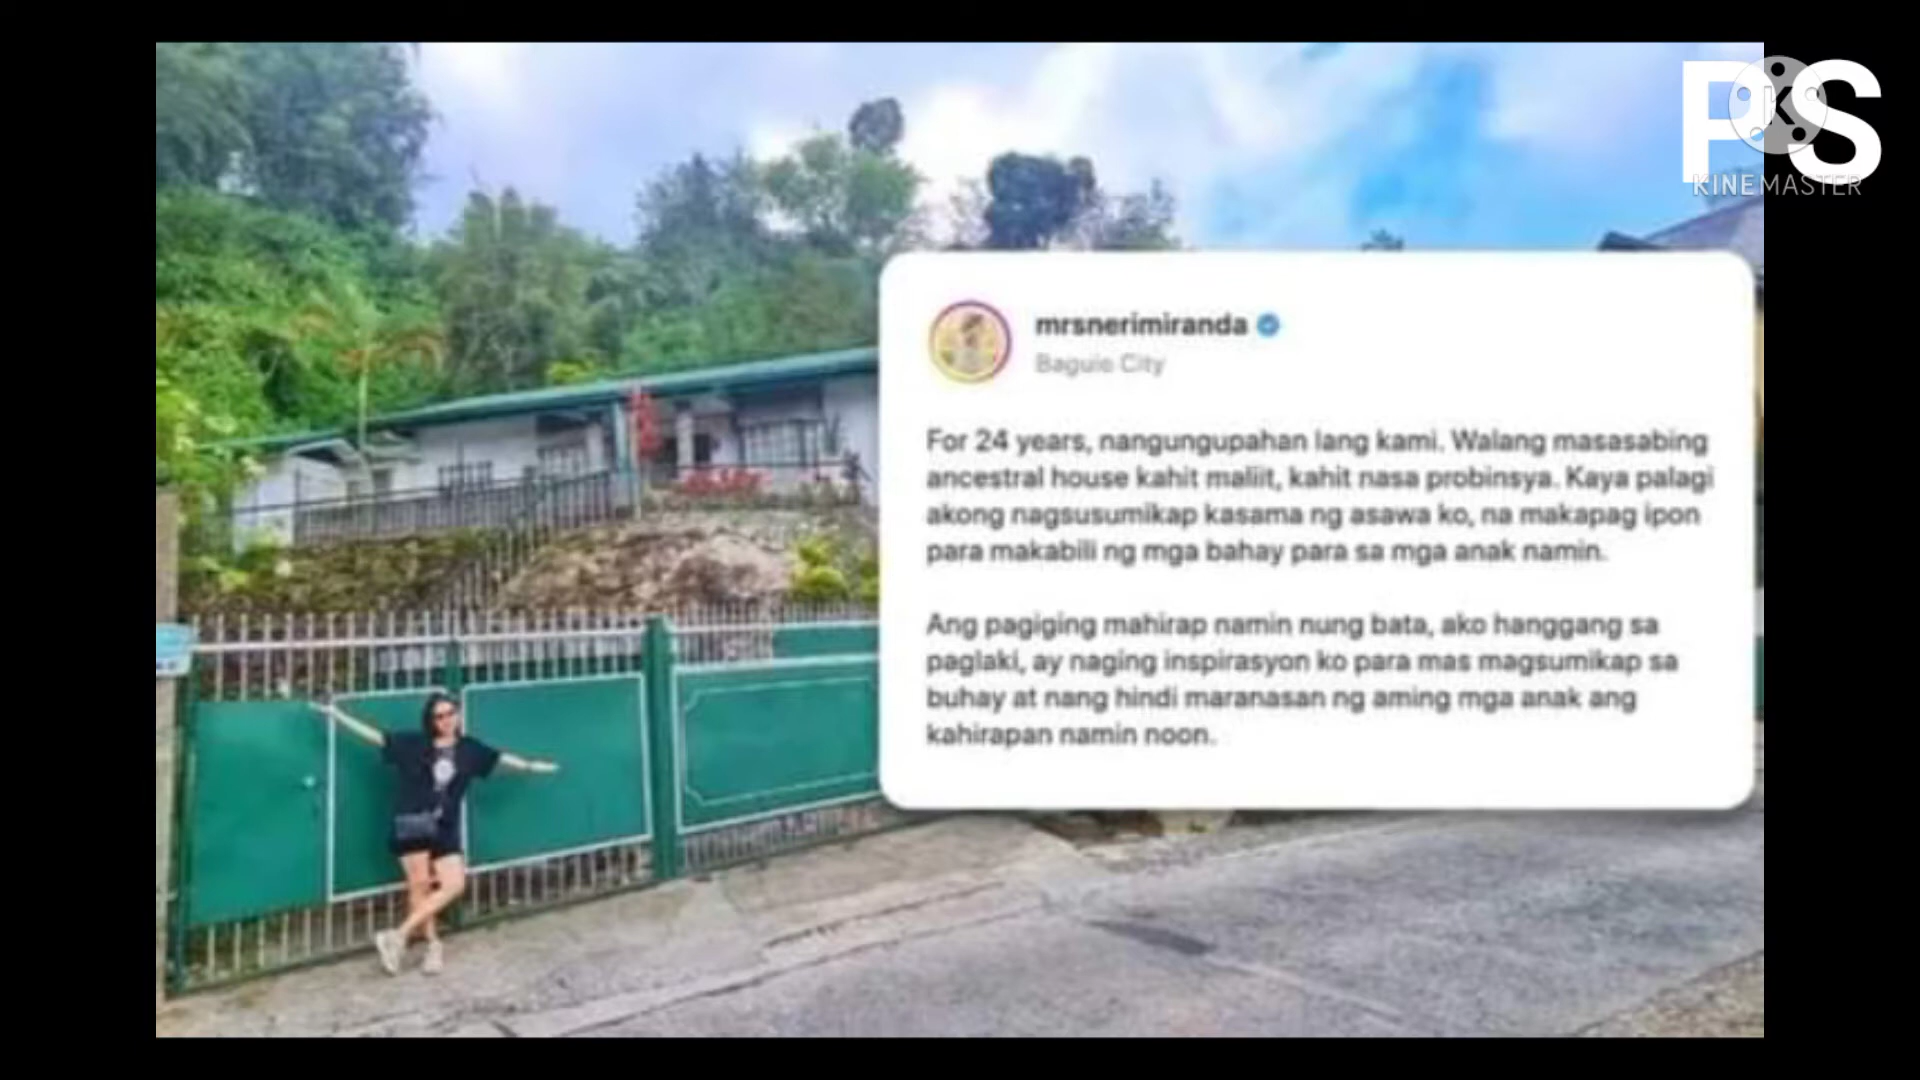 PS
KINEMASTER
mrsnerimiranda
Baguio City
For 24 years, nangungupahan lang kami. Walang masasabing
ancestral house kahit maliit, kahit nasa probinsya. Kaya palagi
akong nagsusumikap kasama ng asawa ko, na makapag ipon
para makabili ng mga bahay para sa mga anak namin.
Ang pagiging mahirap namin nung bata, ako hanggang sa
paglaki, ay naging inspirasyon ko para mas magsumikap sa
buhay at nang hindi maranasan ng aming mga anak ang
kahirapan namin noon.